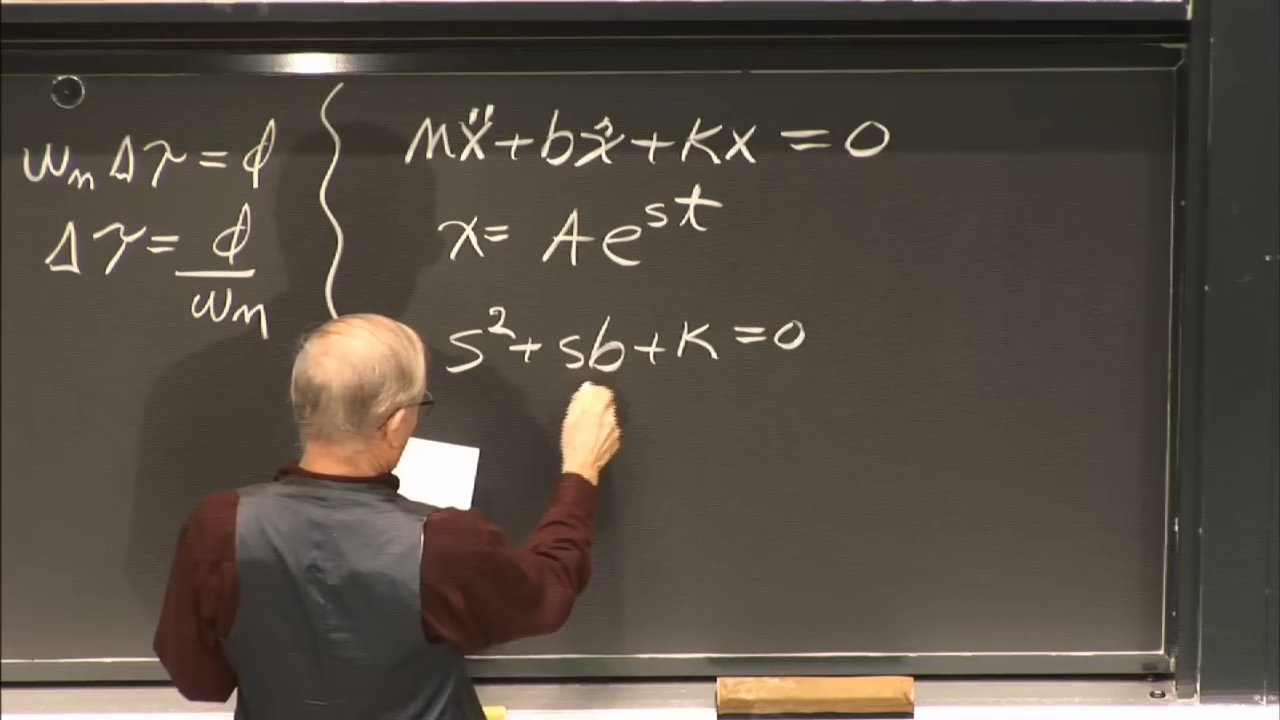 ωₙ Δτ = ϕ
Δτ = ϕ / ωₙ
mẍ + bẋ + kx = 0
x = Ae^{st}
s² + sb + k = 0